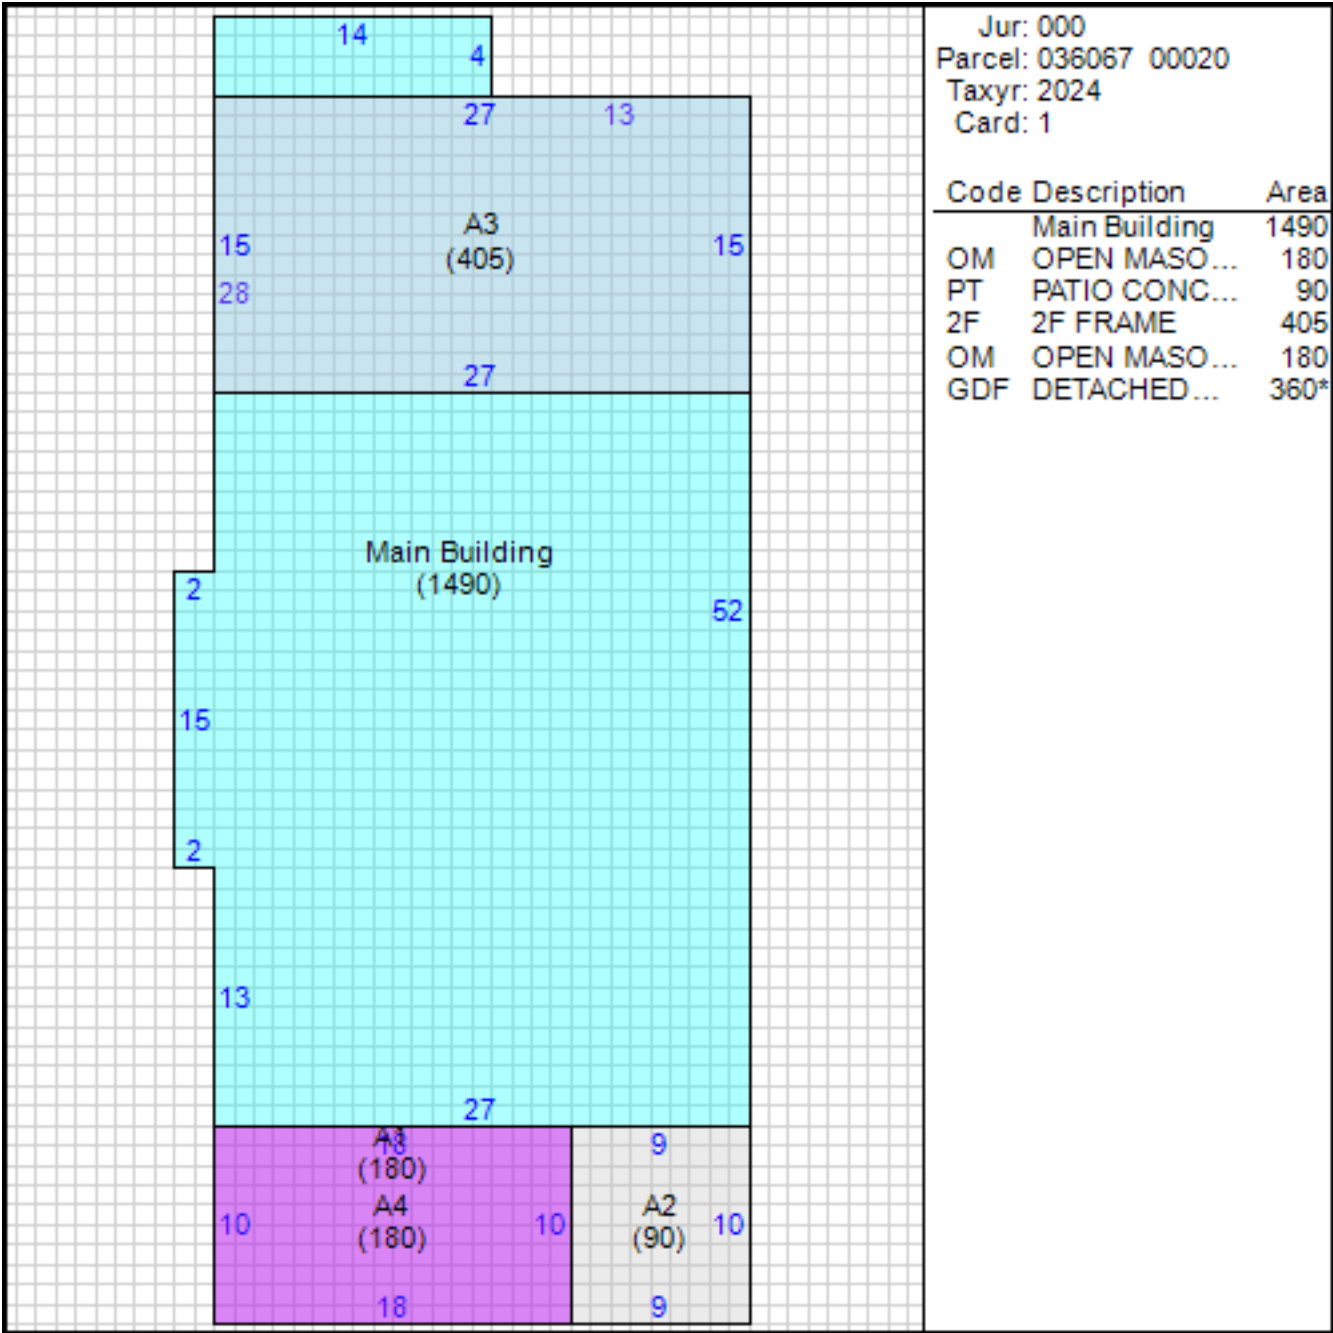 14
4
27 13
A3
(405)
15 15
28
27
Main Building
(1490)
2
52
15
2
13
27
18 9
(180)
A4 A2
10 10 10
(180) (90)
18 9
Jur: 000
Parcel: 036067 00020
Taxyr: 2024
Card: 1
Code Description Area
Main Building 1490
OM OPEN MASO... 180
PT PATIO CONC... 90
2F 2F FRAME 405
OM OPEN MASO... 180
GDF DETACHED... 360*